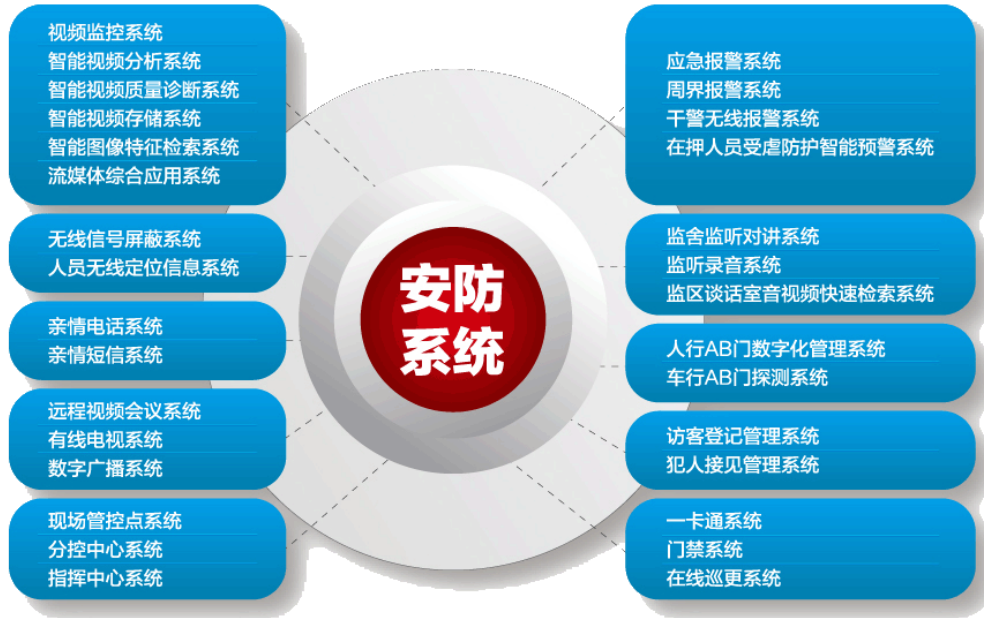 视频监控系统
智能视频分析系统
智能视频质量诊断系统
智能视频存储系统
智能图像特征检索系统
流媒体综合应用系统
无线信号屏蔽系统
人员无线定位信息系统
亲情电话系统
亲情短信系统
远程视频会议系统
有线电视系统
数字广播系统
现场管控点系统
分控中心系统
指挥中心系统
安防
系统
应急报警系统
周界报警系统
干警无线报警系统
在押人员受虐防护智能预警系统
监舍监听对讲系统
监听录音系统
监区谈话室音视频快速检索系统
人行AB门数字化管理系统
车行AB门探测系统
访客登记管理系统
犯人接见管理系统
一卡通系统
门禁系统
在线巡更系统